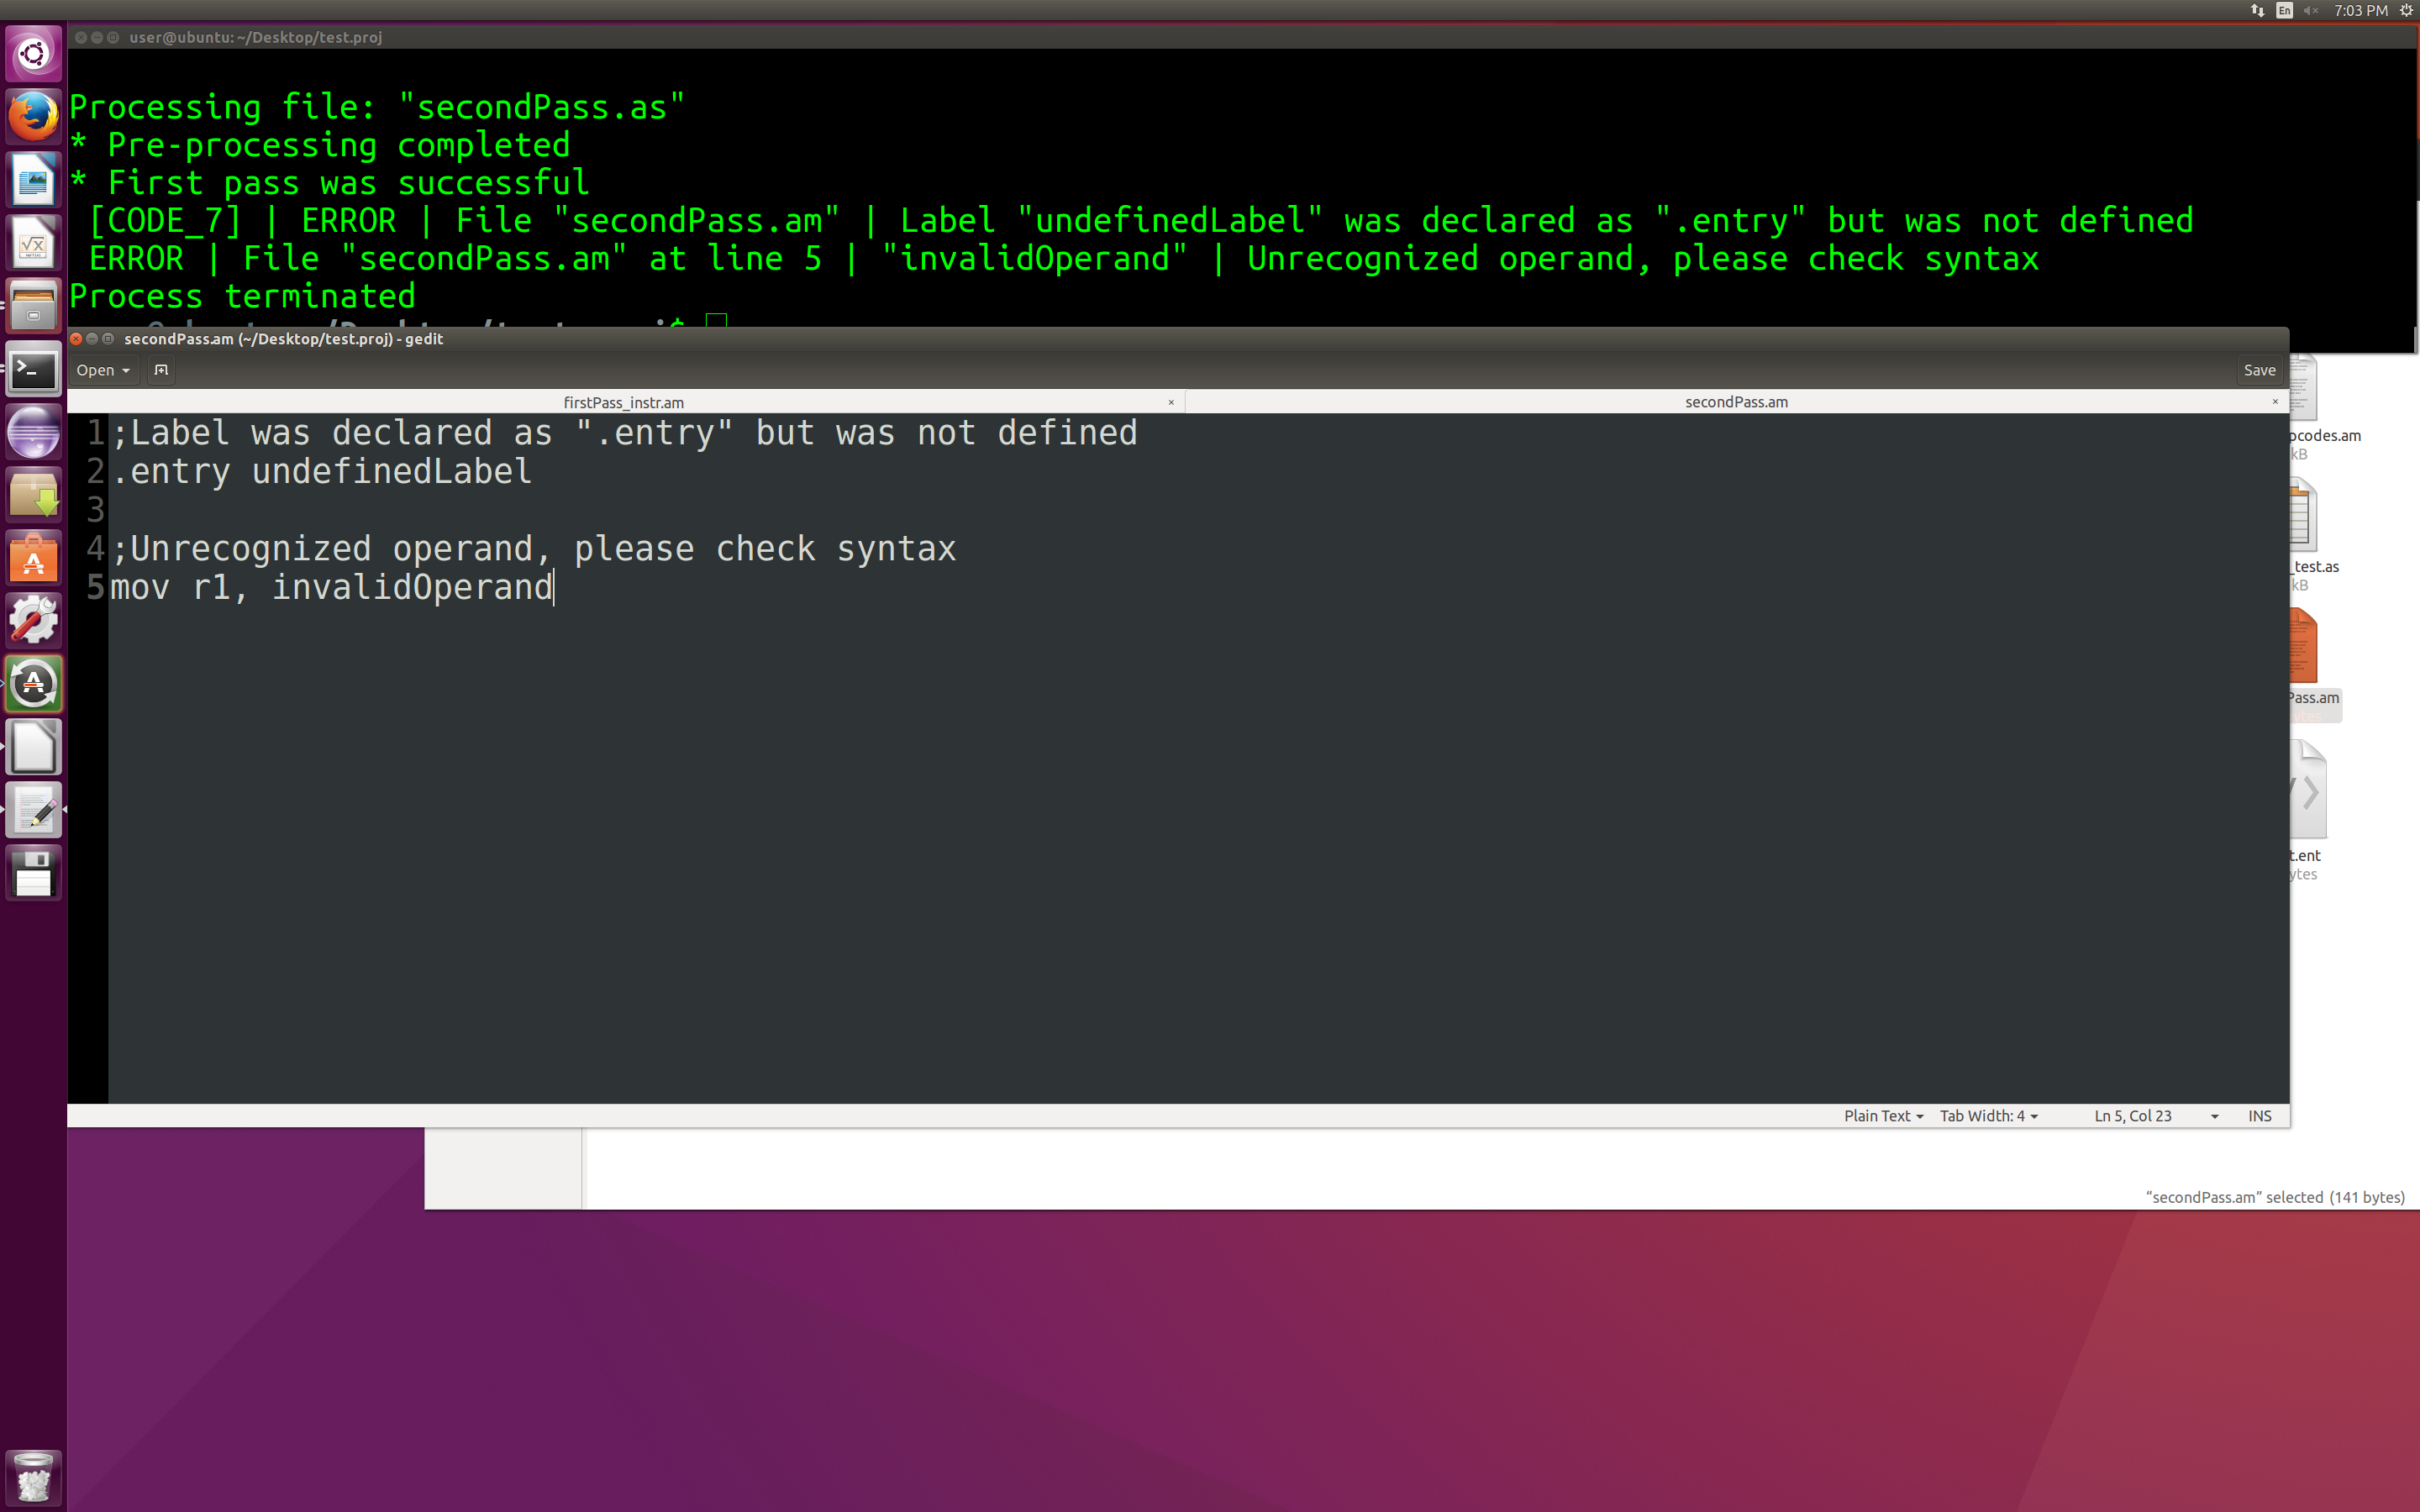 En 7:03 PM
user@ubuntu: ~/Desktop/test.proj
Processing file: "secondPass.as"
* Pre-processing completed
* First pass was successful
[CODE_7] | ERROR | File "secondPass.am" | Label "undefinedLabel" was declared as ".entry" but was not defined
ERROR | File "secondPass.am" at line 5 | "invalidOperand" | Unrecognized operand, please check syntax
Process terminated
secondPass.am (~/Desktop/test.proj) - gedit
Open Save
firstPass_instr.am × secondPass.am ×
1 ;Label was declared as ".entry" but was not defined
2 .entry undefinedLabel
3
4 ;Unrecognized operand, please check syntax
5 mov r1, invalidOperand
pcodes.am
kB
_test.as
kB
Pass.am
t.ent
ytes
Plain Text Tab Width: 4 Ln 5, Col 23 INS
“secondPass.am” selected (141 bytes)